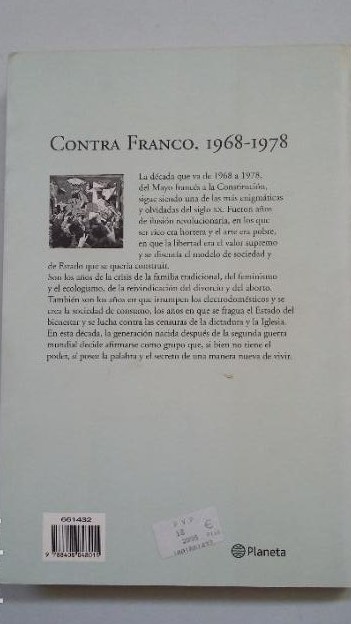 CONTRA FRANCO. 1968-1978
La década que va de 1968 a 1978,
del Mayo francés a la Constitución,
sigue siendo una de las más enigmáticas
y olvidadas del siglo XX. Fueron años
de ilusión revolucionaria, en los que
ser rico era hortera y el arte era pobre,
en que la libertad era el valor supremo
y se discutía el modelo de sociedad y
de Estado que se quería construir.
Son los años de la crisis de la familia tradicional, del feminismo
y el ecologismo, de la reivindicación del divorcio y del aborto.
También son los años en que irrumpen los electrodomésticos y se
crea la sociedad de consumo, los años en que se fragua el Estado del
bienestar y se lucha contra las censuras de la dictadura y la Iglesia.
En esta década, la generación nacida después de la segunda guerra
mundial decide afirmarse como grupo que, si bien no tiene el
poder, sí posee la palabra y el secreto de una manera nueva de vivir.
661432
P V P
€
Planeta